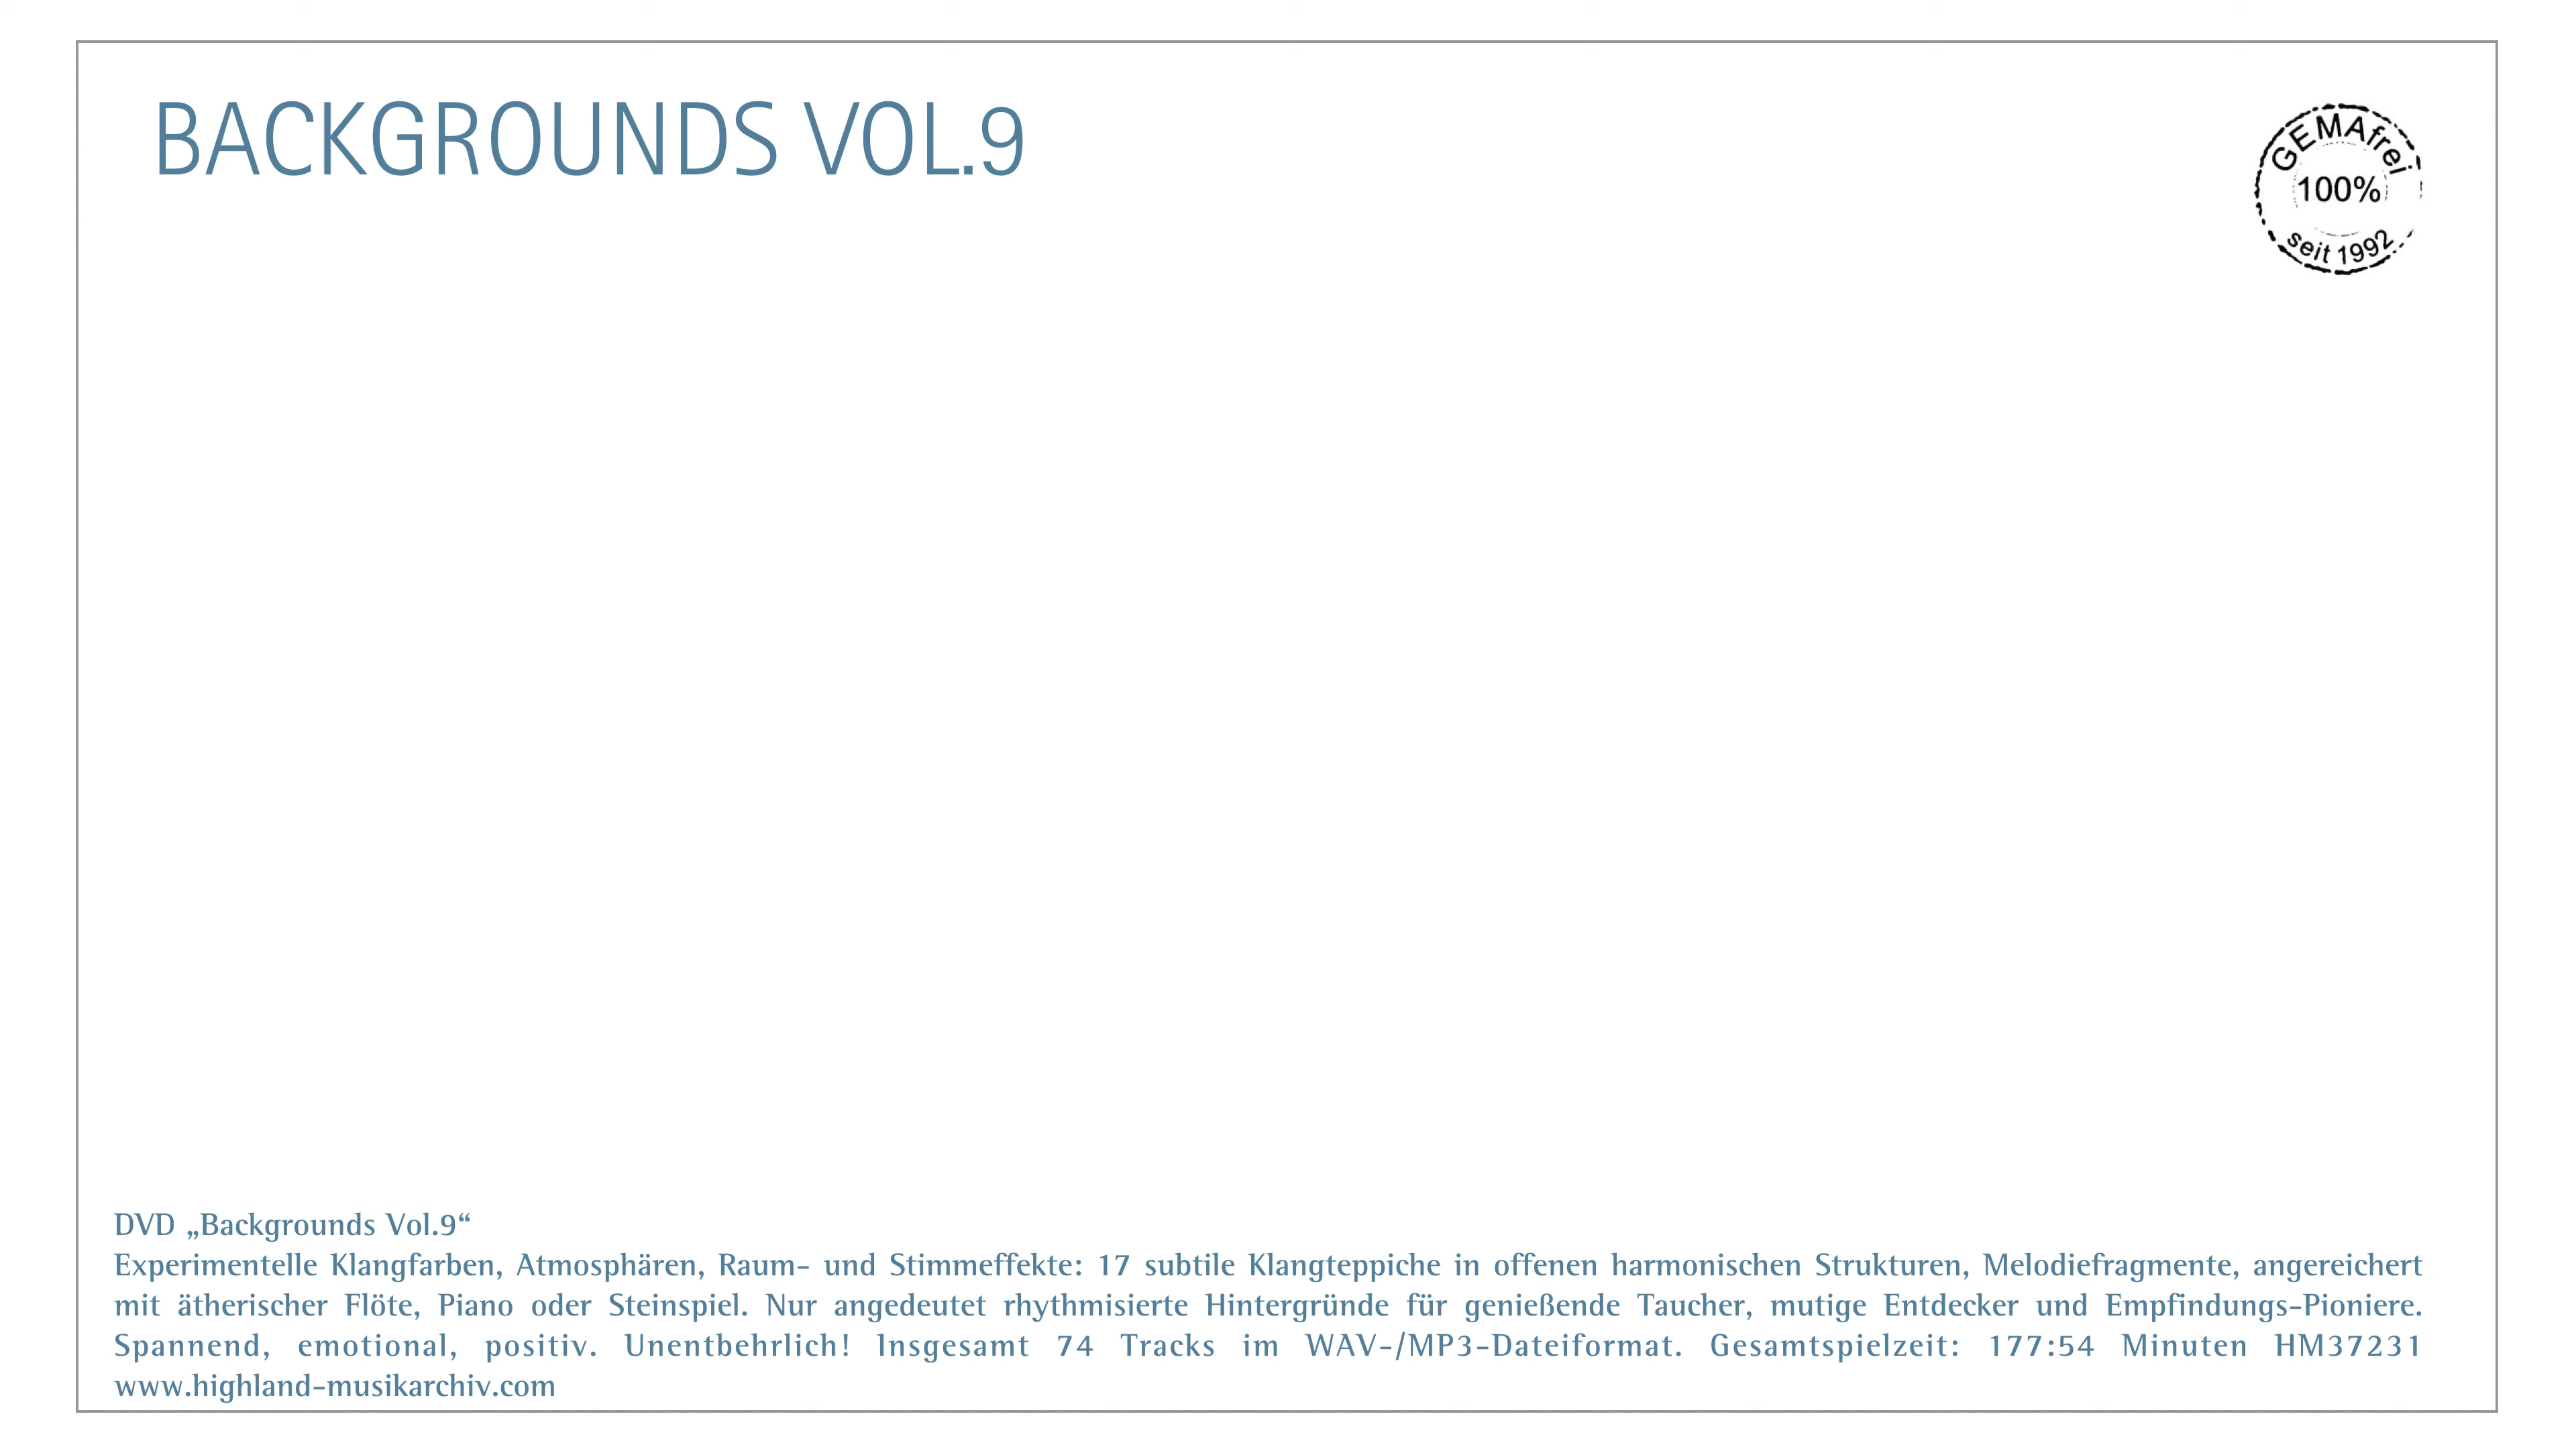 BACKGROUNDS VOL.9
GEMAfrei
100%
seit 1992
DVD „Backgrounds Vol.9“
Experimentelle Klangfarben, Atmosphären, Raum- und Stimmeffekte: 17 subtile Klangteppiche in offenen harmonischen Strukturen, Melodiefragmente, angereichert
mit ätherischer Flöte, Piano oder Steinspiel. Nur angedeutet rhythmisierte Hintergründe für genießende Taucher, mutige Entdecker und Empfindungs-Pioniere.
Spannend, emotional, positiv. Unentbehrlich! Insgesamt 74 Tracks im WAV-/MP3-Dateiformat. Gesamtspielzeit: 177:54 Minuten HM37231
www.highland-musikarchiv.com